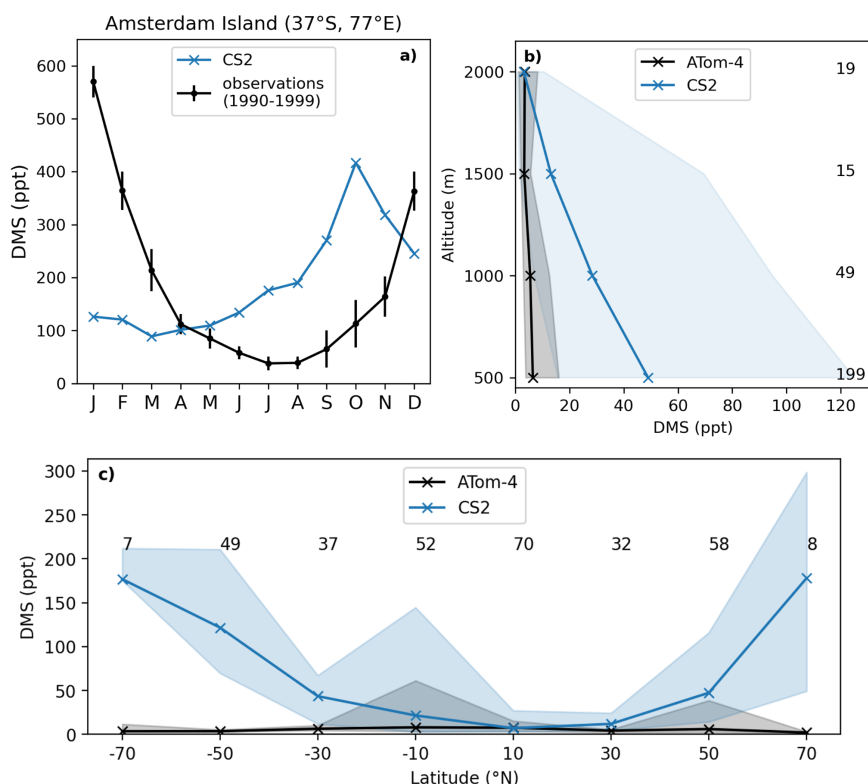 Amsterdam Island (37°S, 77°E)
a)
CS2
observations
(1990-1999)
DMS (ppt)
600
500
400
300
200
100
0
J F M A M J J A S O N D
b)
ATom-4
CS2
Altitude (m)
2000
1500
1000
500
19
15
49
199
0 20 40 60 80 100 120
DMS (ppt)
c)
ATom-4
CS2
DMS (ppt)
300
250
200
150
100
50
0
7 49 37 52 70 32 58 8
-70 -50 -30 -10 10 30 50 70
Latitude (°N)